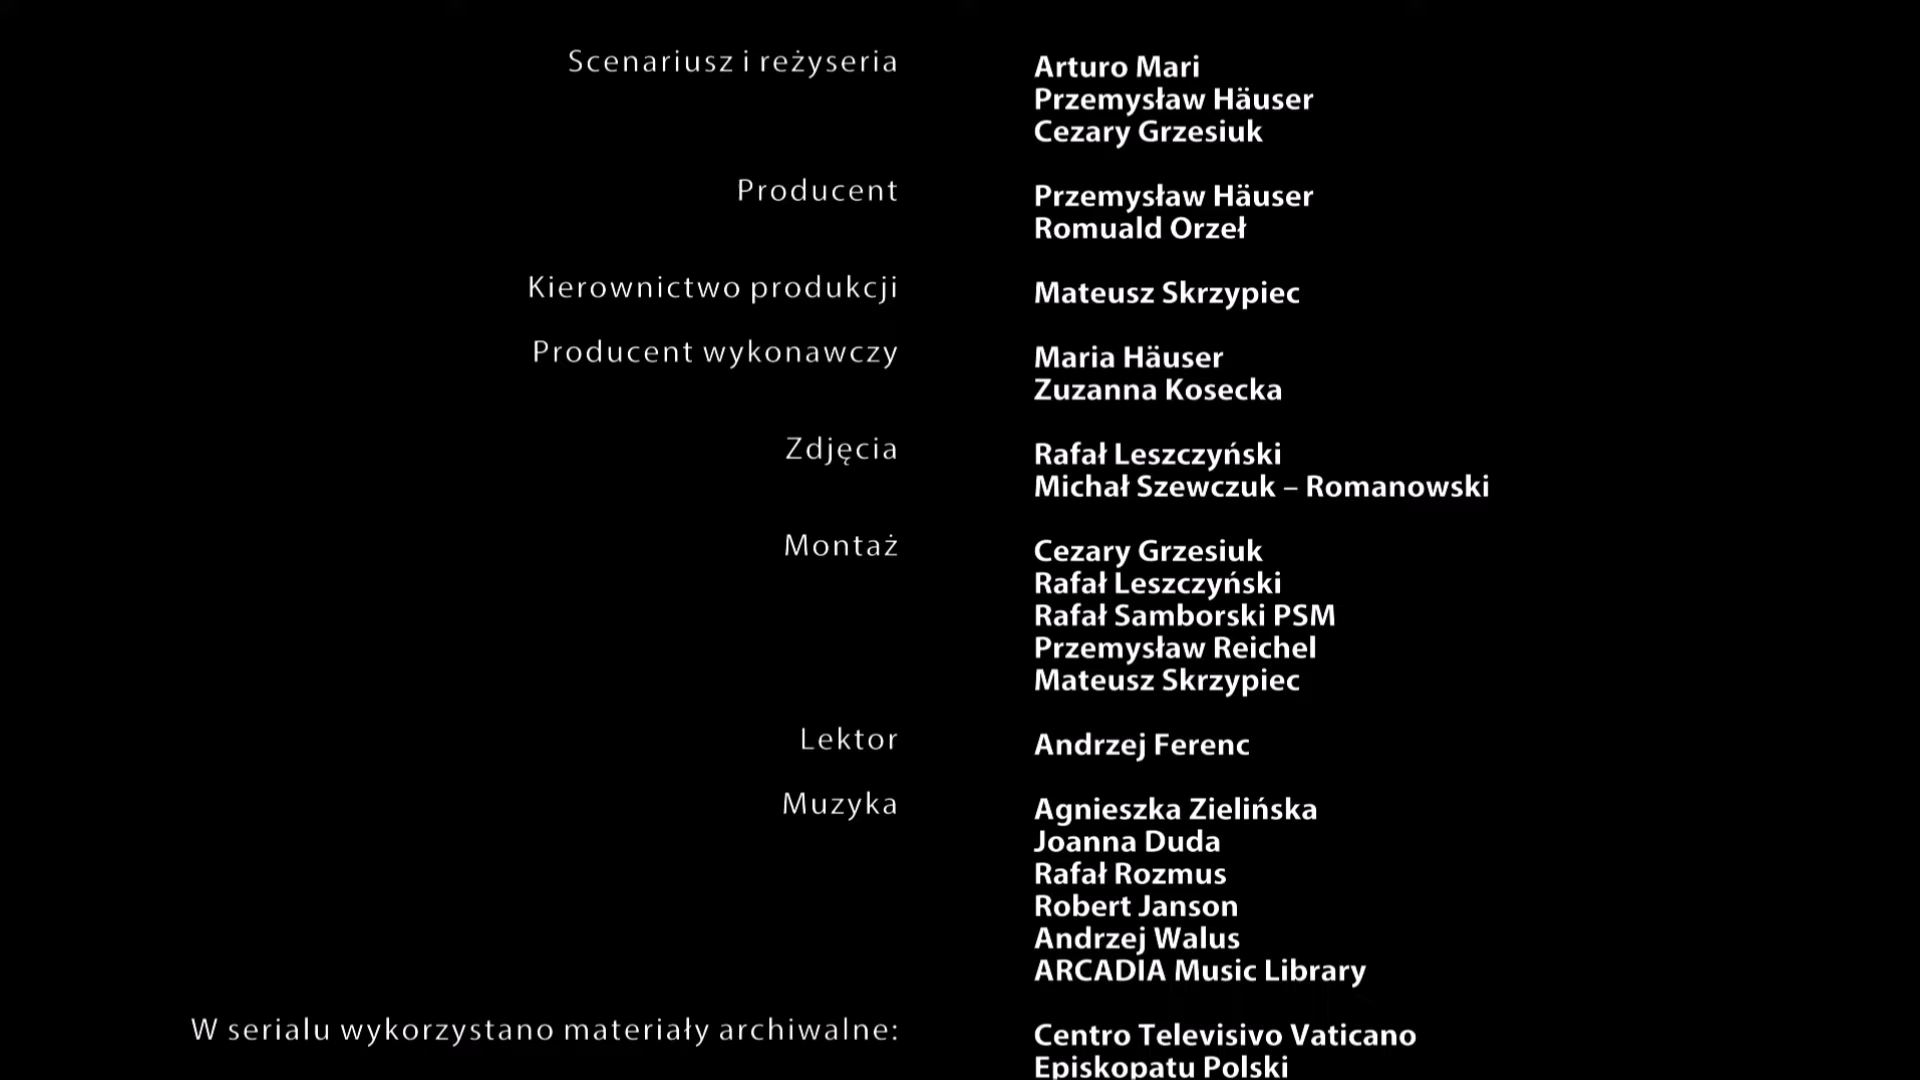 Scenariusz i reżyseria Arturo Mari
Przemysław Häuser
Cezary Grzesiuk
Producent Przemysław Häuser
Romuald Orzeł
Kierownictwo produkcji Mateusz Skrzypiec
Producent wykonawczy Maria Häuser
Zuzanna Kosecka
Zdjęcia Rafał Leszczyński
Michał Szewczuk – Romanowski
Montaż Cezary Grzesiuk
Rafał Leszczyński
Rafał Samborski PSM
Przemysław Reichel
Mateusz Skrzypiec
Lektor Andrzej Ferenc
Muzyka Agnieszka Zielińska
Joanna Duda
Rafał Rozmus
Robert Janson
Andrzej Walus
ARCADIA Music Library
W serialu wykorzystano materiały archiwalne: Centro Televisivo Vaticano
Episkopatu Polski